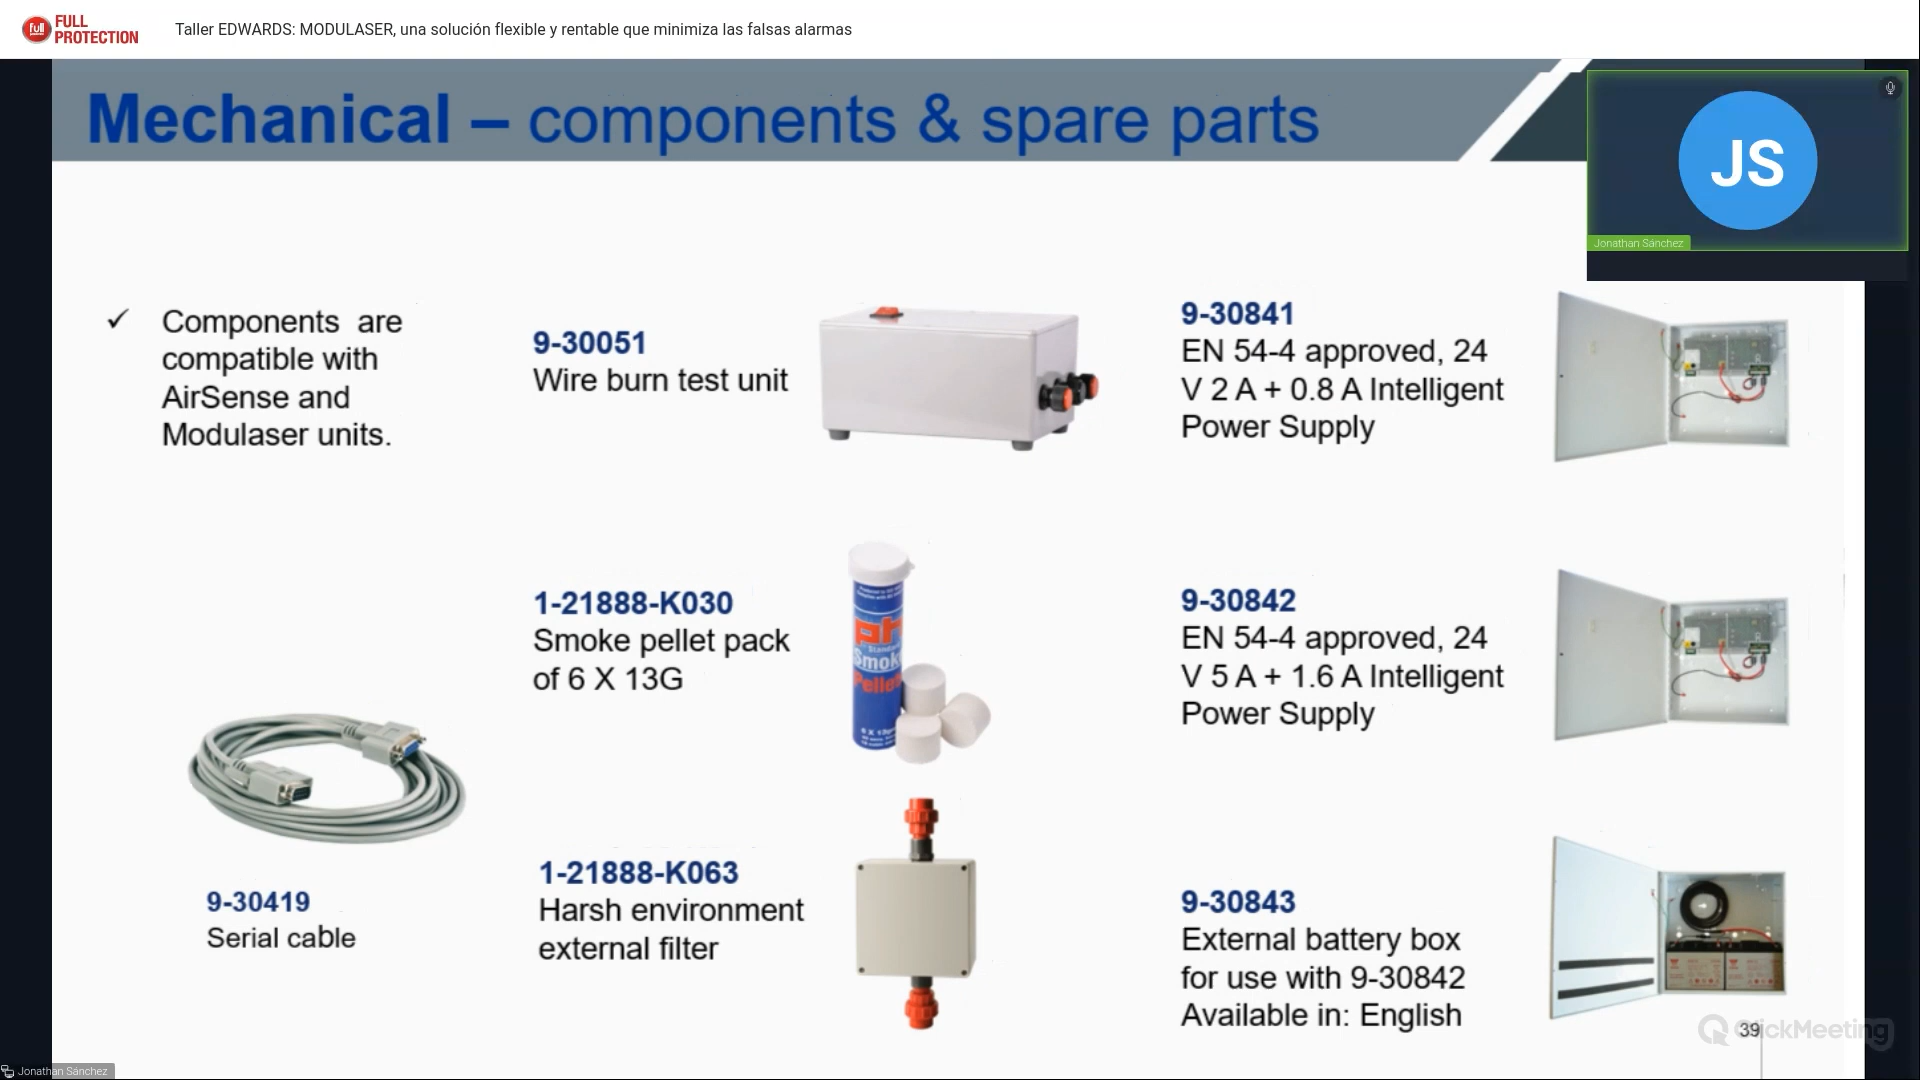 full
FULL
PROTECTION
Taller EDWARDS: MODULASER, una solución flexible y rentable que minimiza las falsas alarmas
Mechanical – components & spare parts
JS
Jonathan Sánchez
✓ Components are
compatible with
AirSense and
Modulaser units.
9-30419
Serial cable
9-30051
Wire burn test unit
1-21888-K030
Smoke pellet pack
of 6 X 13G
Smok
Pelle
1-21888-K063
Harsh environment
external filter
9-30841
EN 54-4 approved, 24
V 2 A + 0.8 A Intelligent
Power Supply
9-30842
EN 54-4 approved, 24
V 5 A + 1.6 A Intelligent
Power Supply
9-30843
External battery box
for use with 9-30842
Available in: English
39
ClickMeeting
Jonathan Sánchez